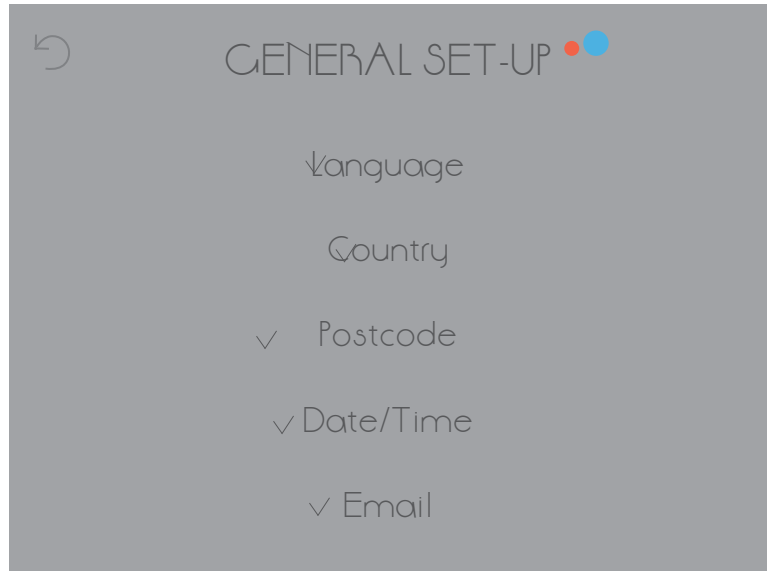 GENERAL SET-UP
Language
Country
Postcode
Date/Time
Email